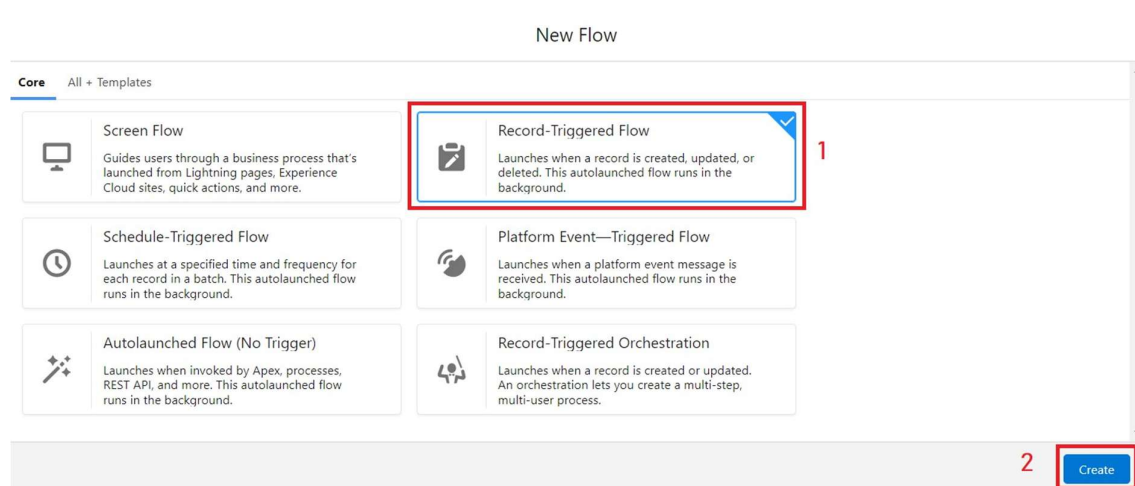 New Flow
Core
All + Templates
Screen Flow
Guides users through a business process that's
launched from Lightning pages, Experience
Cloud sites, quick actions, and more.
Record-Triggered Flow
Launches when a record is created, updated, or
deleted. This autolaunched flow runs in the
background.
1
Schedule-Triggered Flow
Launches at a specified time and frequency for
each record in a batch. This autolaunched flow
runs in the background.
Platform Event—Triggered Flow
Launches when a platform event message is
received. This autolaunched flow runs in the
background.
Autolaunched Flow (No Trigger)
Launches when invoked by Apex, processes,
REST API, and more. This autolaunched flow
runs in the background.
Record-Triggered Orchestration
Launches when a record is created or updated.
An orchestration lets you create a multi-step,
multi-user process.
2
Create